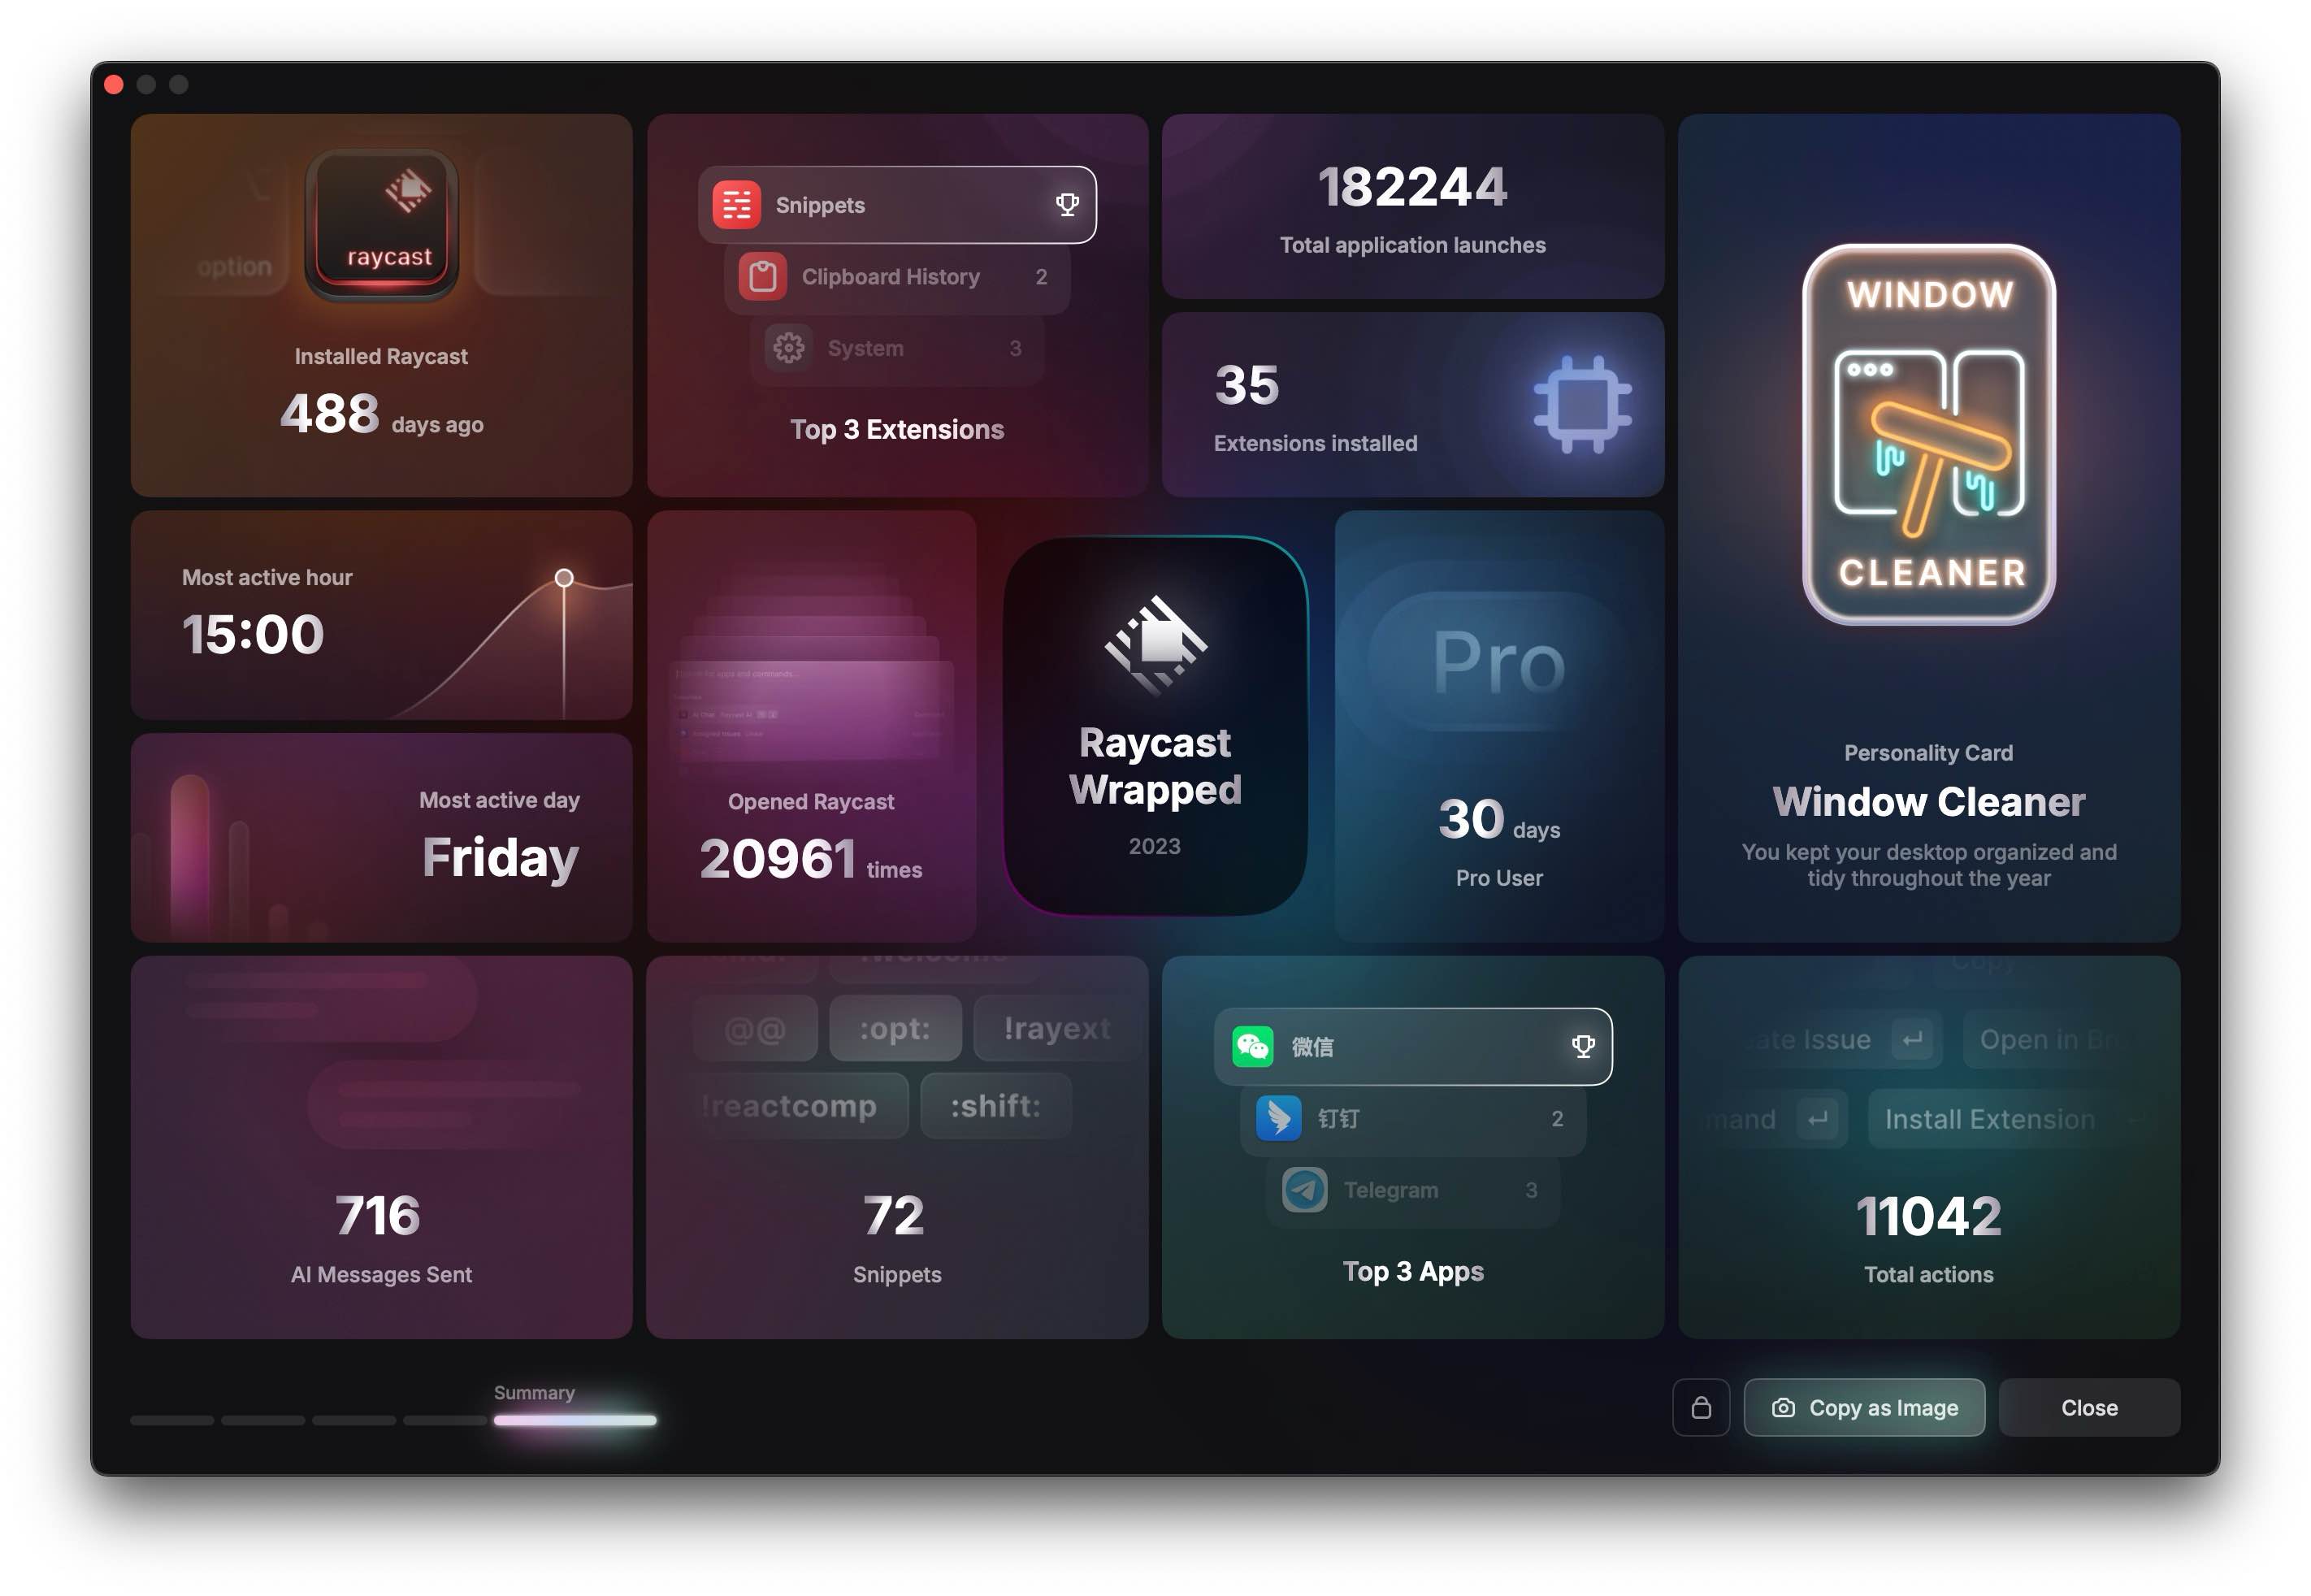 option
raycast
Installed Raycast
488 days ago
Snippets
Clipboard History 2
System 3
Top 3 Extensions
182244
Total application launches
35
Extensions installed
WINDOW
CLEANER
Personality Card
Window Cleaner
You kept your desktop organized and
tidy throughout the year
Most active hour
15:00
Most active day
Friday
Opened Raycast
20961 times
Raycast
Wrapped
2023
Pro
30 days
Pro User
716
AI Messages Sent
@@ :opt: !rayext
!reactcomp :shift:
72
Snippets
微信
钉钉 2
Telegram 3
Top 3 Apps
Copy
Issue Open in
Install Extension
11042
Total actions
Summary
Copy as Image
Close